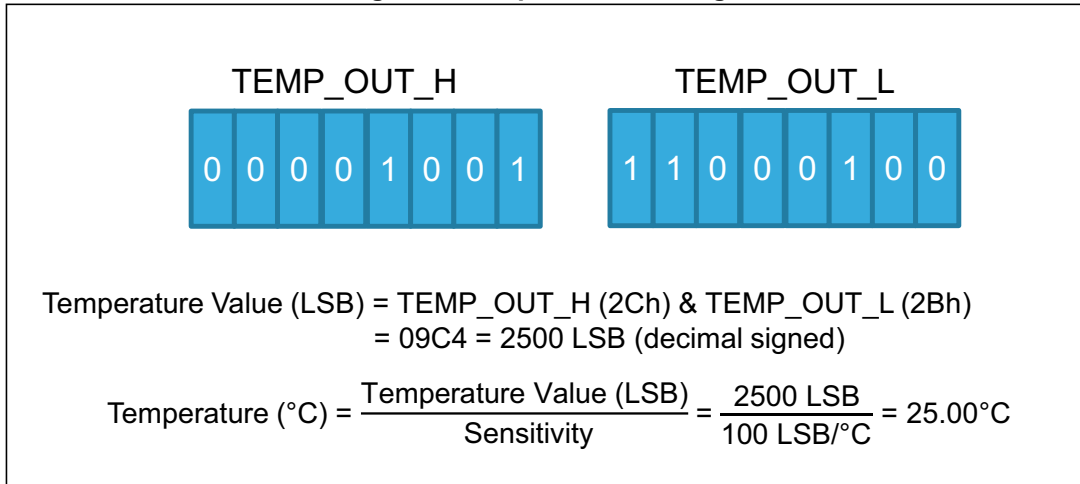 TEMP_OUT_H TEMP_OUT_L
0 0 0 0 1 0 0 1 1 1 0 0 0 1 0 0
Temperature Value (LSB) = TEMP_OUT_H (2Ch) & TEMP_OUT_L (2Bh)
= 09C4 = 2500 LSB (decimal signed)
Temperature (°C) = Temperature Value (LSB) / Sensitivity = 2500 LSB / 100 LSB/°C = 25.00°C